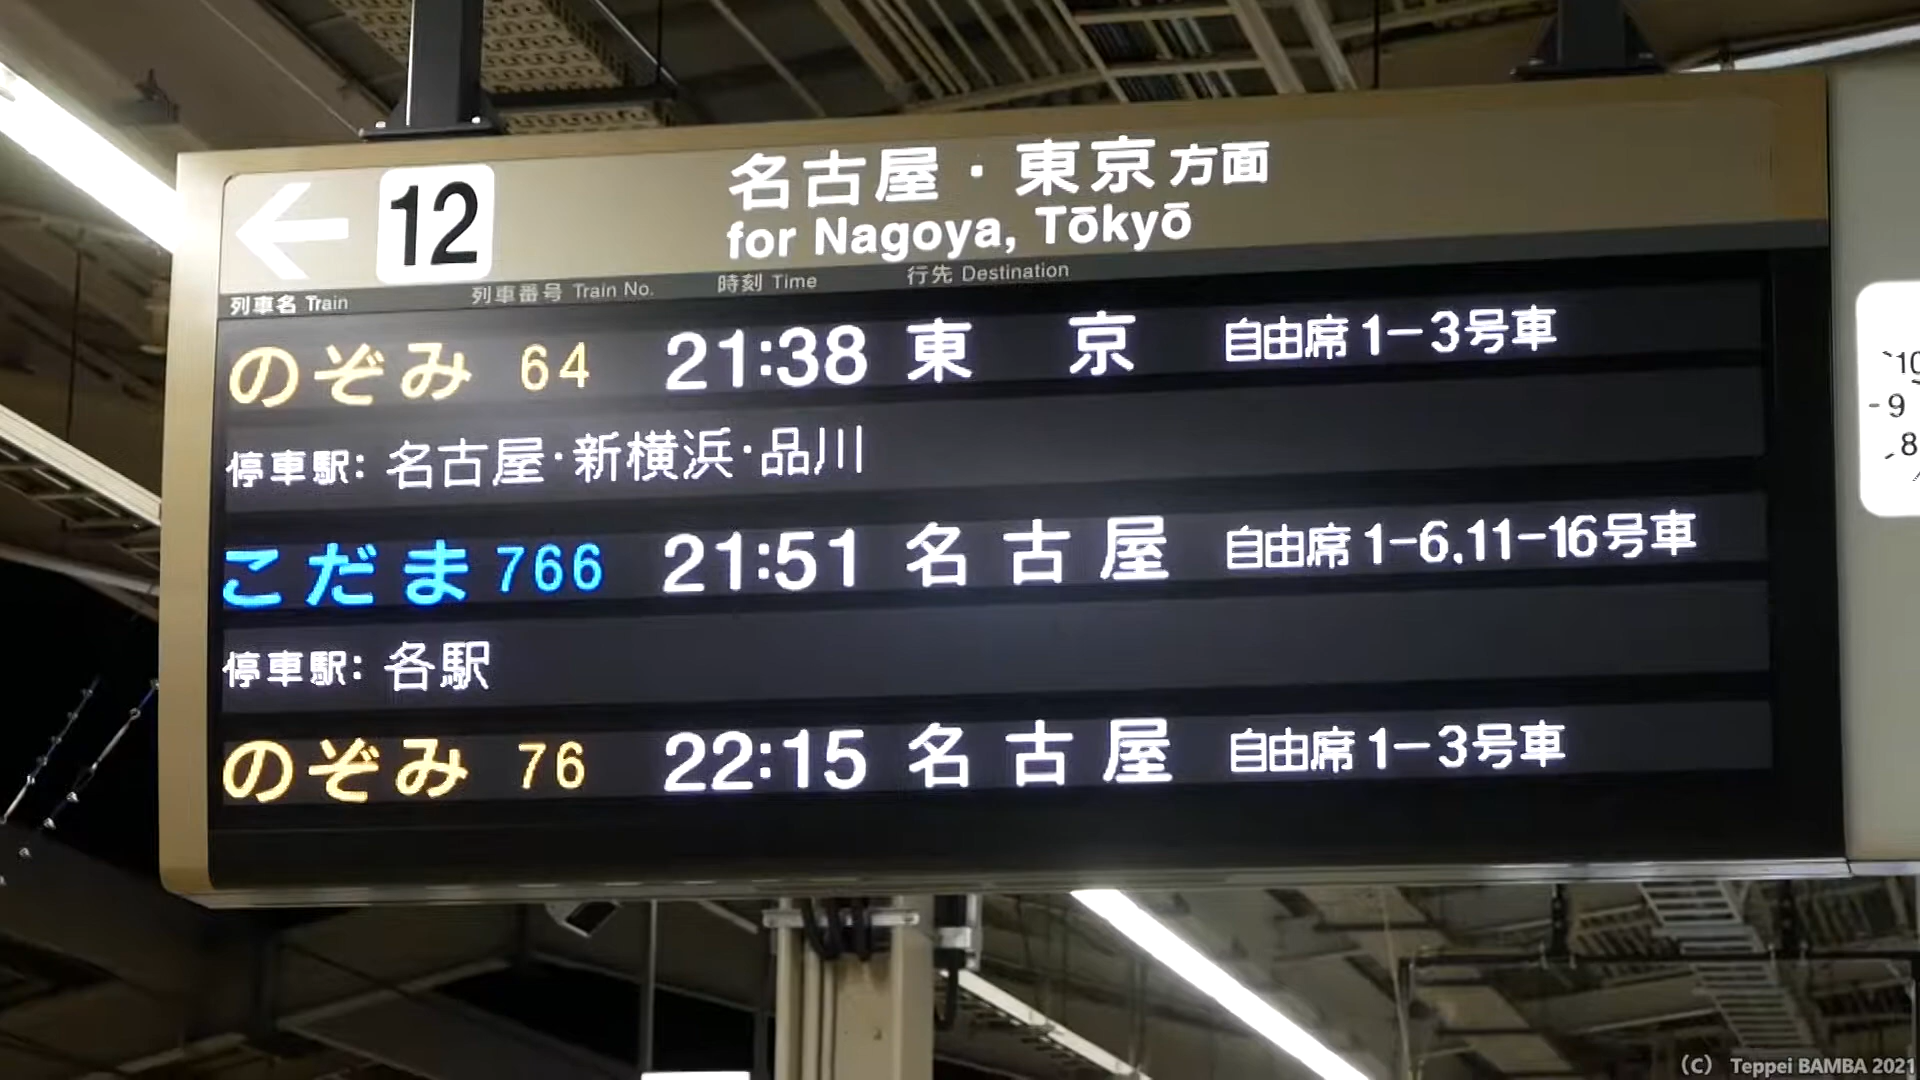 12
名古屋・東京方面
for Nagoya, Tōkyō
列車名 Train 列車番号 Train No. 時刻 Time 行先 Destination
のぞみ 64 21:38 東京 自由席1-3号車
停車駅: 名古屋・新横浜・品川
こだま 766 21:51 名古屋 自由席1-6,11-16号車
停車駅: 各駅
のぞみ 76 22:15 名古屋 自由席1-3号車
10
9
8
（C） Teppei BAMBA 2021